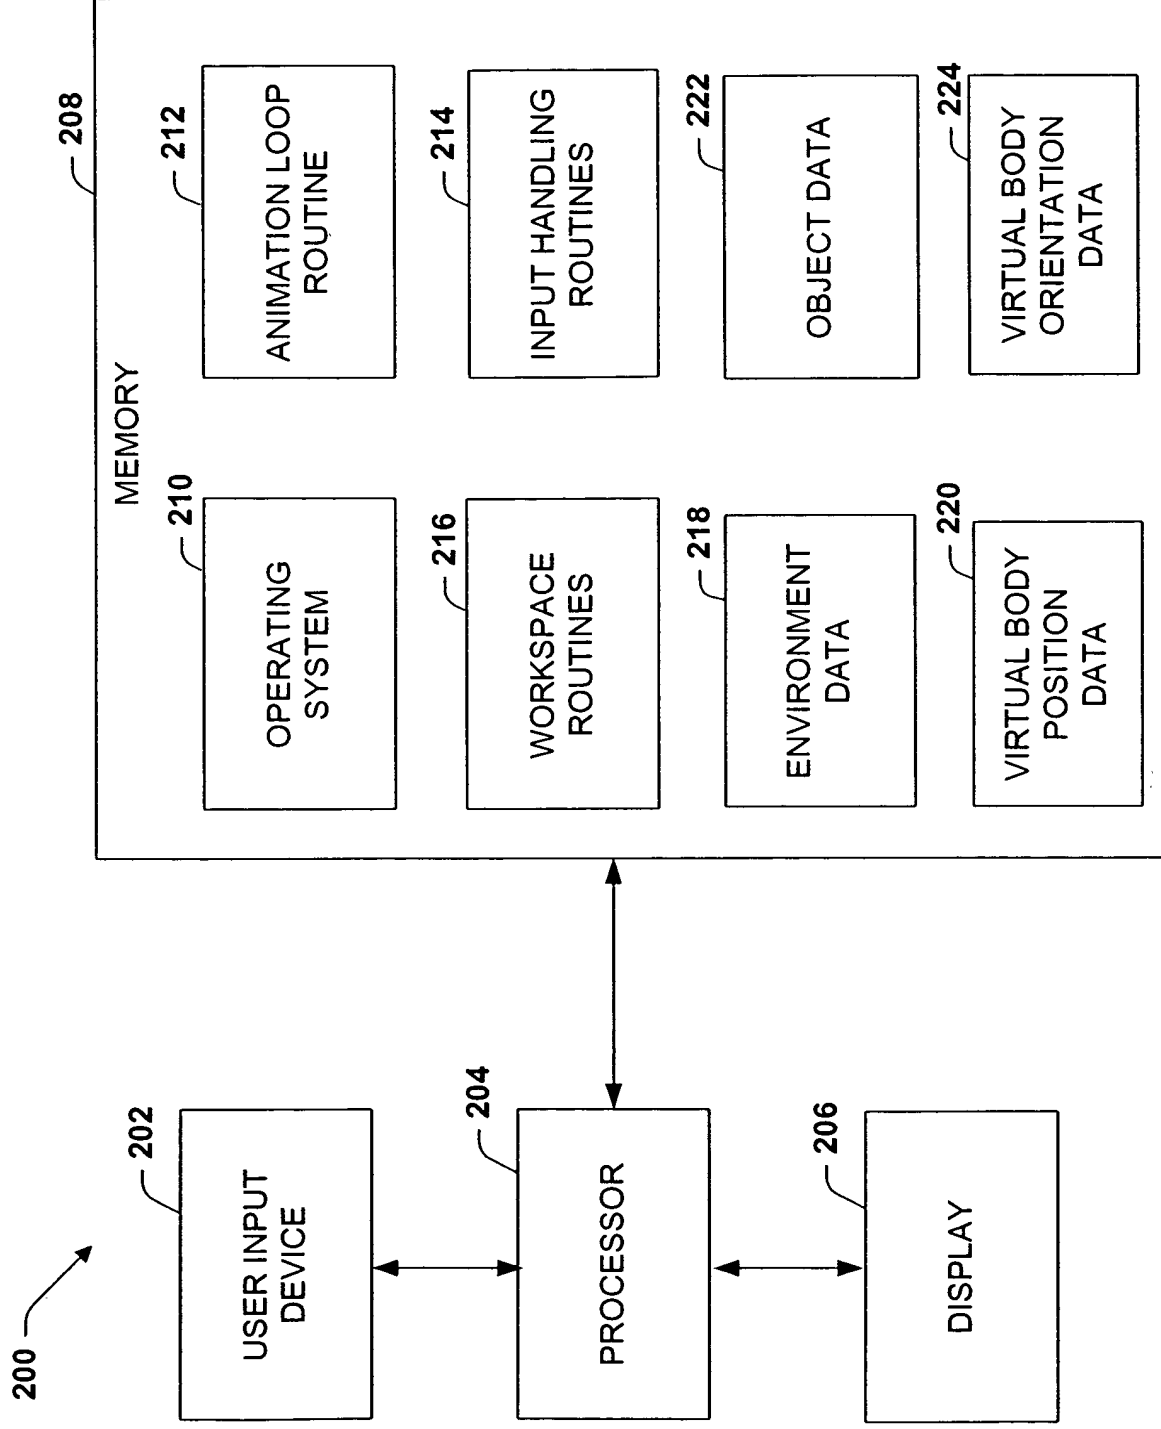 200
202
USER INPUT
DEVICE
204
PROCESSOR
206
DISPLAY
208
MEMORY
210
OPERATING
SYSTEM
212
ANIMATION LOOP
ROUTINE
216
WORKSPACE
ROUTINES
214
INPUT HANDLING
ROUTINES
218
ENVIRONMENT
DATA
222
OBJECT DATA
220
VIRTUAL BODY
POSITION
DATA
224
VIRTUAL BODY
ORIENTATION
DATA